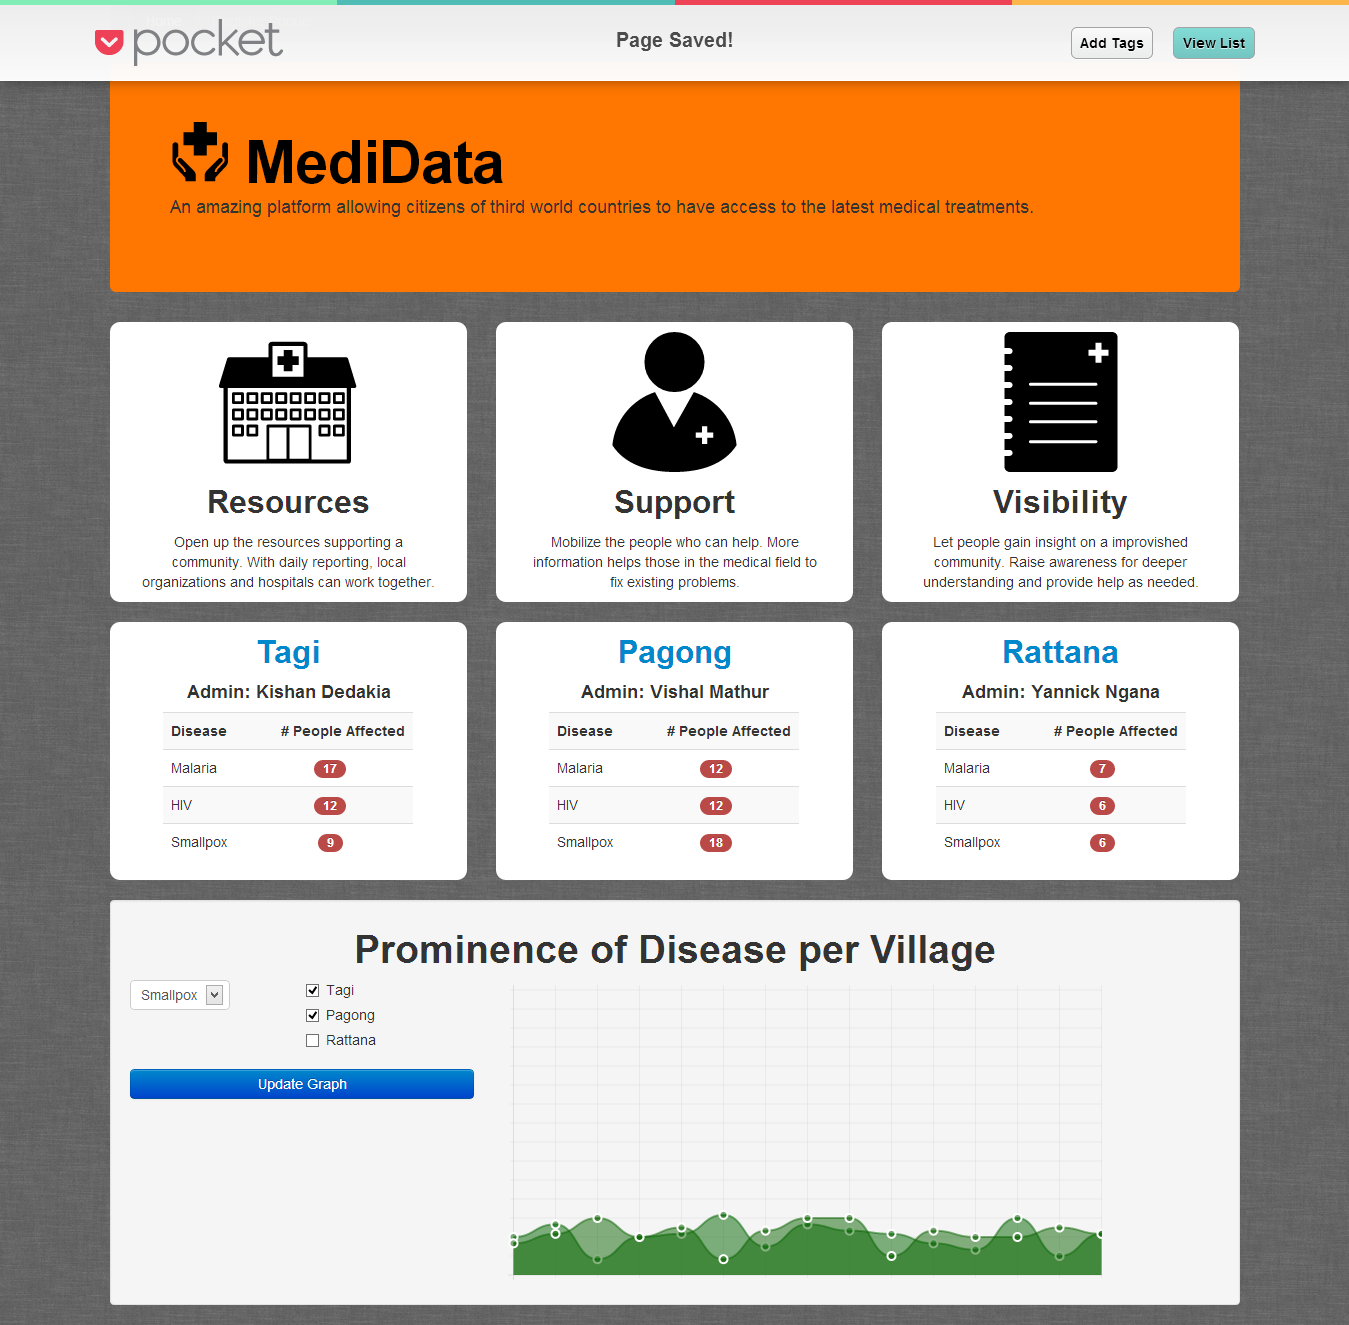 pocket
Page Saved!
Add Tags
View List
MediData
An amazing platform allowing citizens of third world countries to have access to the latest medical treatments.
Resources
Open up the resources supporting a
community. With daily reporting, local
organizations and hospitals can work together.
Support
Mobilize the people who can help. More
information helps those in the medical field to
fix existing problems.
Visibility
Let people gain insight on a improvished
community. Raise awareness for deeper
understanding and provide help as needed.
Tagi
Admin: Kishan Dedakia
Disease # People Affected
Malaria 17
HIV 12
Smallpox 9
Pagong
Admin: Vishal Mathur
Disease # People Affected
Malaria 12
HIV 12
Smallpox 18
Rattana
Admin: Yannick Ngana
Disease # People Affected
Malaria 7
HIV 6
Smallpox 6
Prominence of Disease per Village
Smallpox
Tagi
Pagong
Rattana
Update Graph